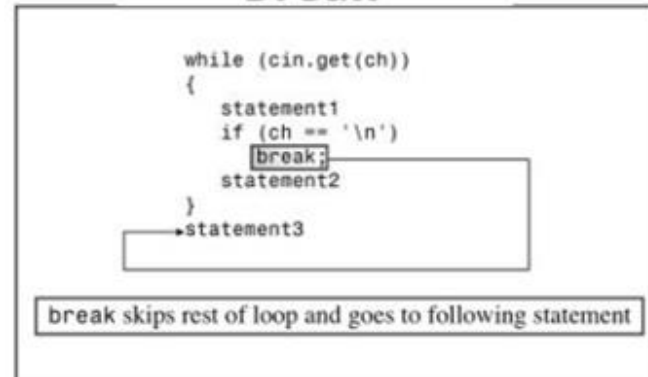 while (cin.get(ch))
{
statement1
if (ch == '\n')
break;
statement2
}
statement3
break skips rest of loop and goes to following statement